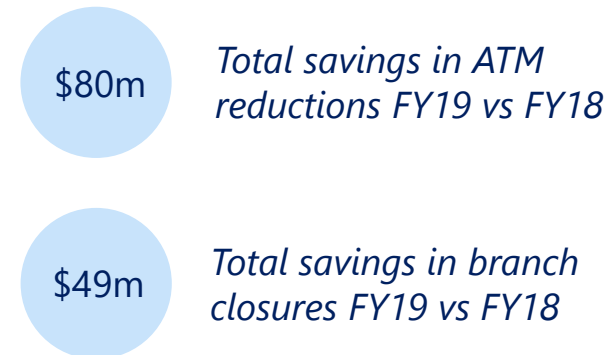 $80m
Total savings in ATM
reductions FY19 vs FY18
$49m
Total savings in branch
closures FY19 vs FY18